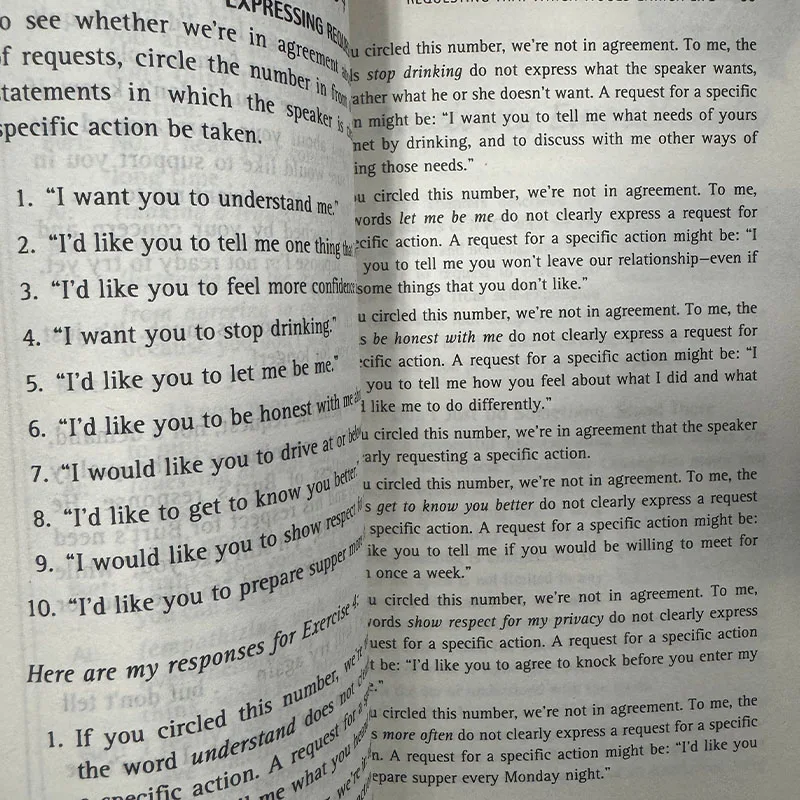 EXPRESSING
o see whether we're in agreement
f requests, circle the number in
tatements in which the speaker is
specific action be taken.
1. “I want you to understand me.”
2. “I'd like you to tell me one thing
3. “I'd like you to feel more
4. “I want you to stop drinking.”
5. “I'd like you to let me be me.”
6. “I'd like you to be honest with me
7. “I would like you to drive at or
8. “I'd like to get to know you better.”
9. “I would like you to show respect
10. “I'd like you to prepare supper
Here are my responses for Exercise 4:
1. If you circled this number, we're
the word understand does not
specific action. A request for a
me what you
u circled this number, we're not in agreement. To me, the
ls stop drinking do not express what the speaker wants,
ather what he or she doesn't want. A request for a specific
n might be: “I want you to tell me what needs of yours
met by drinking, and to discuss with me other ways of
ing those needs.”
u circled this number, we're not in agreement. To me,
words let me be me do not clearly express a request for
cific action. A request for a specific action might be: “I
you to tell me you won't leave our relationship—even if
some things that you don't like.”
u circled this number, we're not in agreement. To me, the
s be honest with me do not clearly express a request for
cific action. A request for a specific action might be: “I
you to tell me how you feel about what I did and what
like me to do differently.”
u circled this number, we're in agreement that the speaker
arly requesting a specific action.
u circled this number, we're not in agreement. To me, the
s get to know you better do not clearly express a request
specific action. A request for a specific action might be:
ike you to tell me if you would be willing to meet for
once a week.”
u circled this number, we're not in agreement. To me,
words show respect for my privacy do not clearly express
uest for a specific action. A request for a specific action
t be: “I'd like you to agree to knock before you enter my
u circled this number, we're not in agreement. To me, the
s more often do not clearly express a request for a specific
n. A request for a specific action might be: “I'd like you
epare supper every Monday night.”